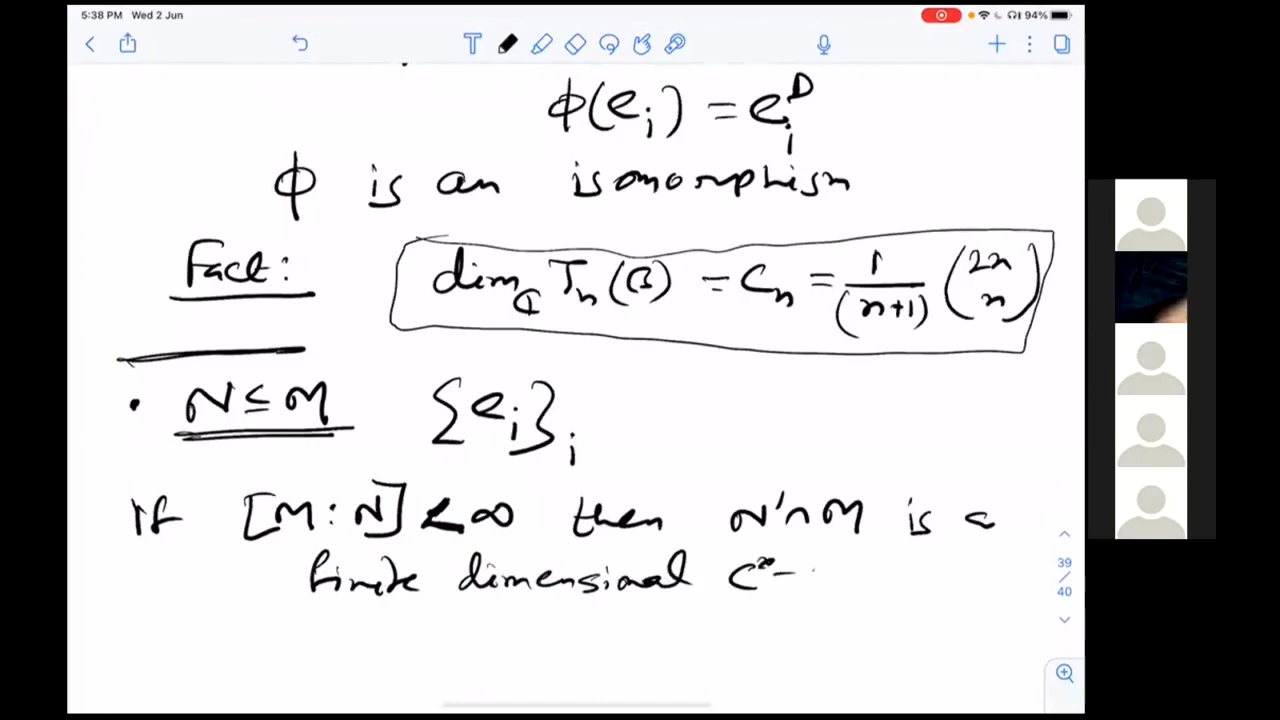 5:38 PM Wed 2 Jun
94%
ϕ(e_i) = e_i^D
ϕ is an isomorphism
Fact: dim_ℂ T_n(β) = C_n = 1/(n+1) (2n n)
• N ⊆ M {e_i}_i
If [M : N] < ∞ then N' ∩ M is a
finite dimensional C*-
39
/
40